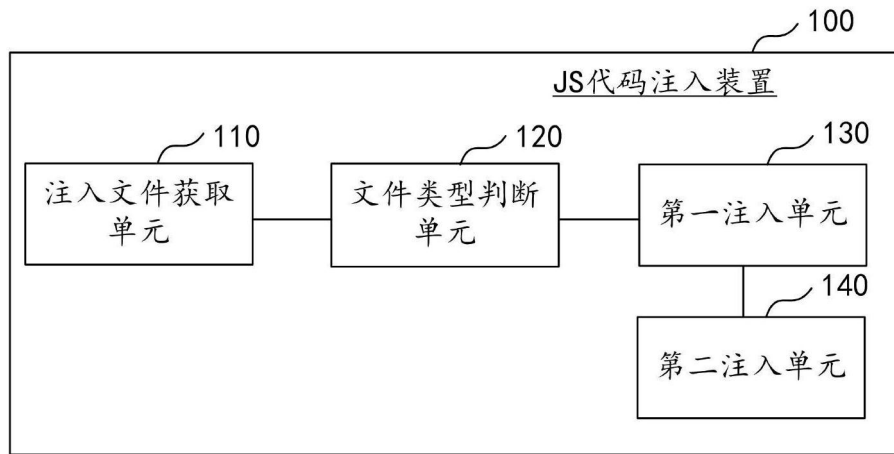 100
JS代码注入装置
110
120
130
注入文件获取
单元
文件类型判断
单元
第一注入单元
140
第二注入单元